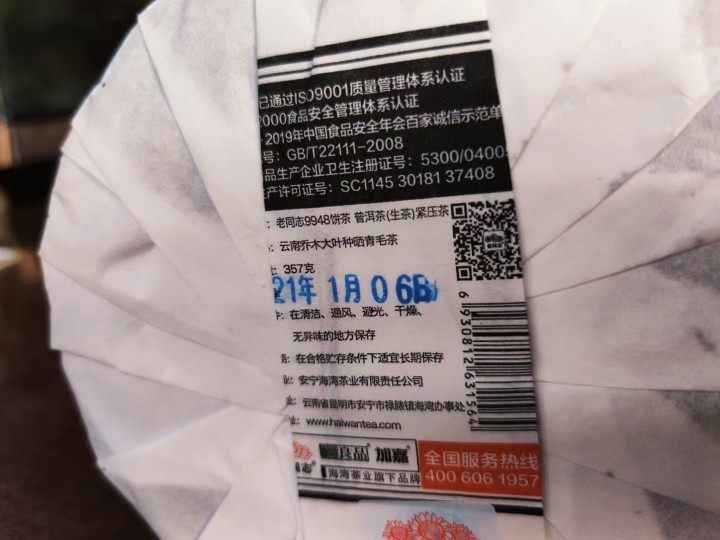 已通过ISO9001质量管理体系认证
2000食品安全管理体系认证
2019年中国食品安全年会百家诚信示范单
号: GB/T22111-2008
品生产企业卫生注册证号: 5300/0400
产许可证号: SC1145 30181 37408
: 老同志9948饼茶 普洱茶(生茶)紧压茶
: 云南乔木大叶种晒青毛茶
: 357克
21年 1月 06B
: 在清洁、通风、避光、干燥、
无异味的地方保存
: 在合格贮存条件下适宜长期保存
: 安宁海湾茶业有限责任公司
: 云南省昆明市安宁市禄脿镇海湾办事处
: www.haiwantea.com
6 930812 631564
良品 加嘉
海湾茶业旗下品牌
全国服务热线
400 606 1957